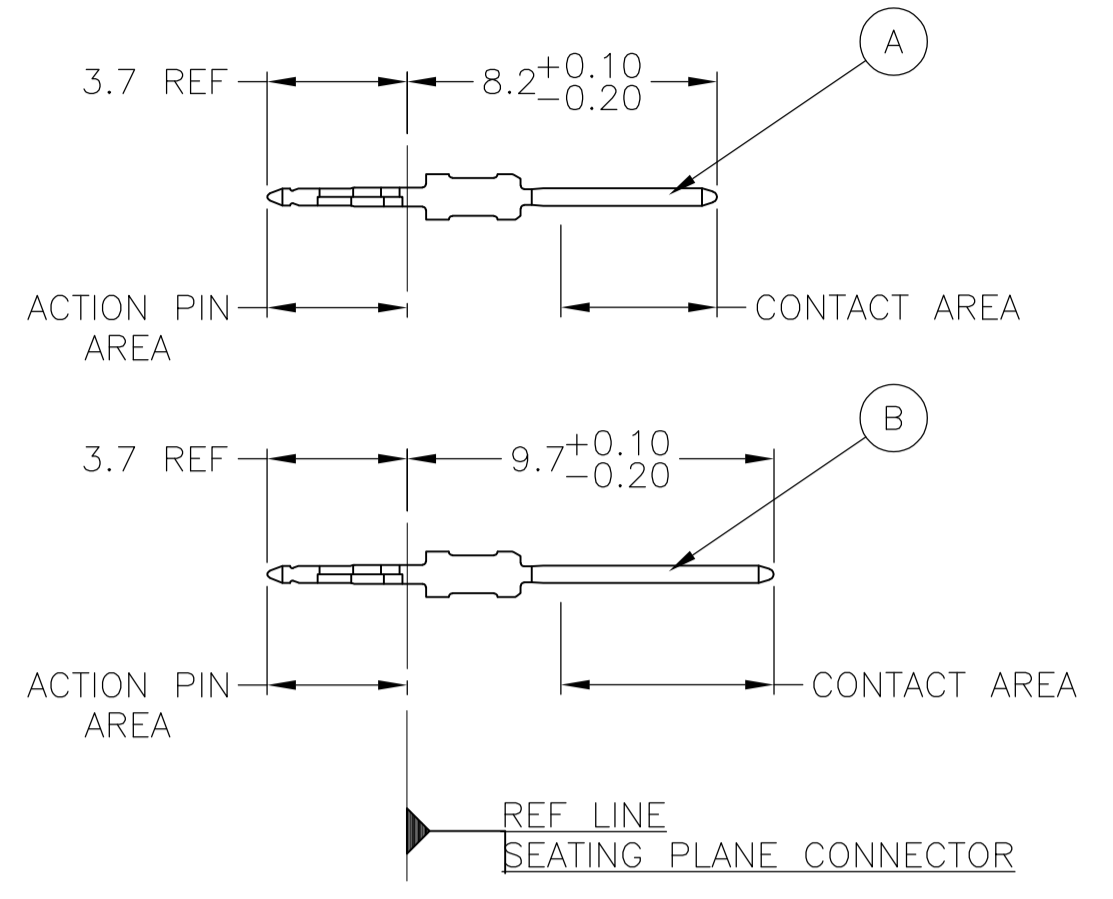 A
3.7 REF
8.2 +0.10
-0.20
ACTION PIN
AREA
CONTACT AREA
B
3.7 REF
9.7 +0.10
-0.20
ACTION PIN
AREA
CONTACT AREA
REF LINE
SEATING PLANE CONNECTOR